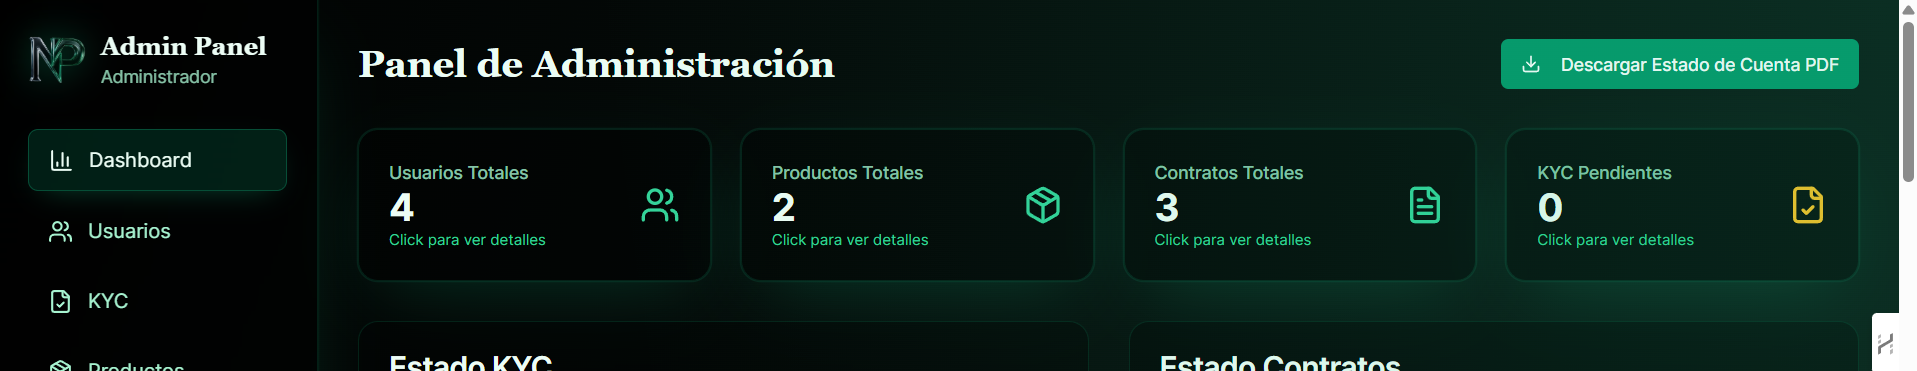 NP
Admin Panel
Administrador
Dashboard
Usuarios
KYC
Productos
Panel de Administración
Descargar Estado de Cuenta PDF
Usuarios Totales
4
Click para ver detalles
Productos Totales
2
Click para ver detalles
Contratos Totales
3
Click para ver detalles
KYC Pendientes
0
Click para ver detalles
Estado KYC
Estado Contratos